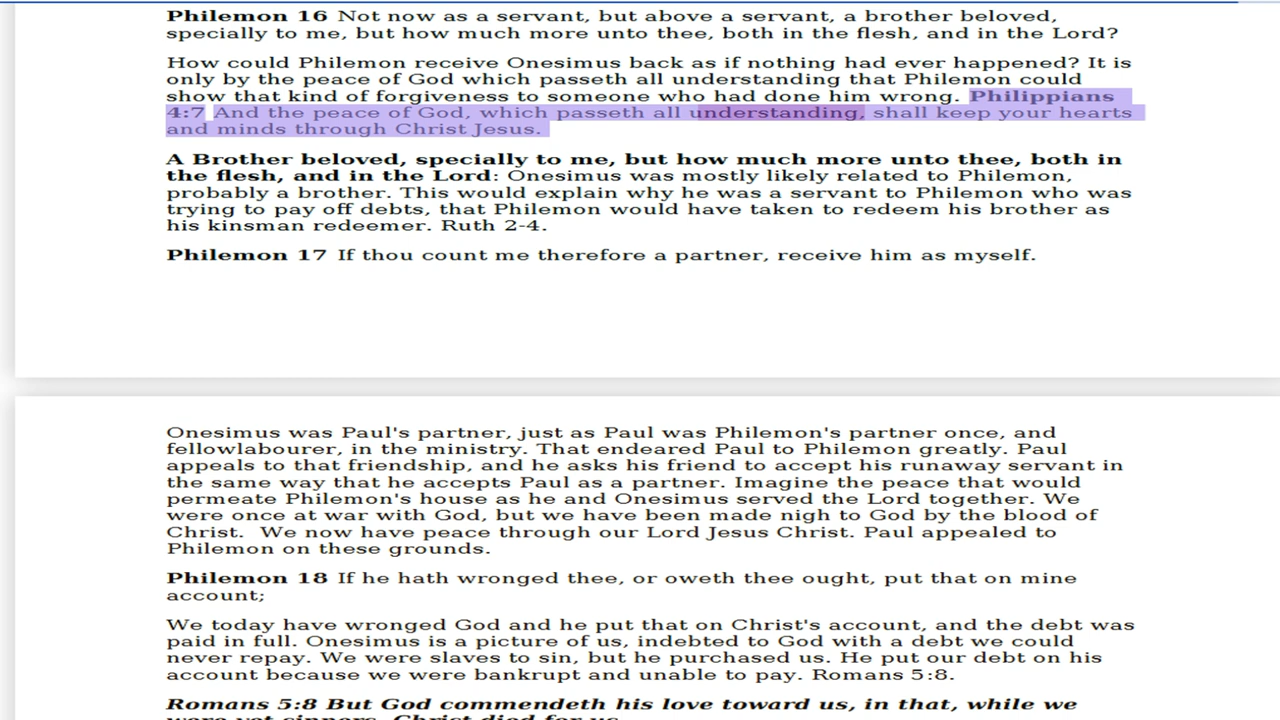 Philemon 16 Not now as a servant, but above a servant, a brother beloved,
specially to me, but how much more unto thee, both in the flesh, and in the Lord?
How could Philemon receive Onesimus back as if nothing had ever happened? It is
only by the peace of God which passeth all understanding that Philemon could
show that kind of forgiveness to someone who had done him wrong. Philippians
4:7 And the peace of God, which passeth all understanding, shall keep your hearts
and minds through Christ Jesus.
A Brother beloved, specially to me, but how much more unto thee, both in
the flesh, and in the Lord: Onesimus was mostly likely related to Philemon,
probably a brother. This would explain why he was a servant to Philemon who was
trying to pay off debts, that Philemon would have taken to redeem his brother as
his kinsman redeemer. Ruth 2-4.
Philemon 17 If thou count me therefore a partner, receive him as myself.
Onesimus was Paul's partner, just as Paul was Philemon's partner once, and
fellowlabourer, in the ministry. That endeared Paul to Philemon greatly. Paul
appeals to that friendship, and he asks his friend to accept his runaway servant in
the same way that he accepts Paul as a partner. Imagine the peace that would
permeate Philemon's house as he and Onesimus served the Lord together. We
were once at war with God, but we have been made nigh to God by the blood of
Christ.  We now have peace through our Lord Jesus Christ. Paul appealed to
Philemon on these grounds.
Philemon 18 If he hath wronged thee, or oweth thee ought, put that on mine
account;
We today have wronged God and he put that on Christ's account, and the debt was
paid in full. Onesimus is a picture of us, indebted to God with a debt we could
never repay. We were slaves to sin, but he purchased us. He put our debt on his
account because we were bankrupt and unable to pay. Romans 5:8.
Romans 5:8 But God commendeth his love toward us, in that, while we
were yet sinners, Christ died for us.